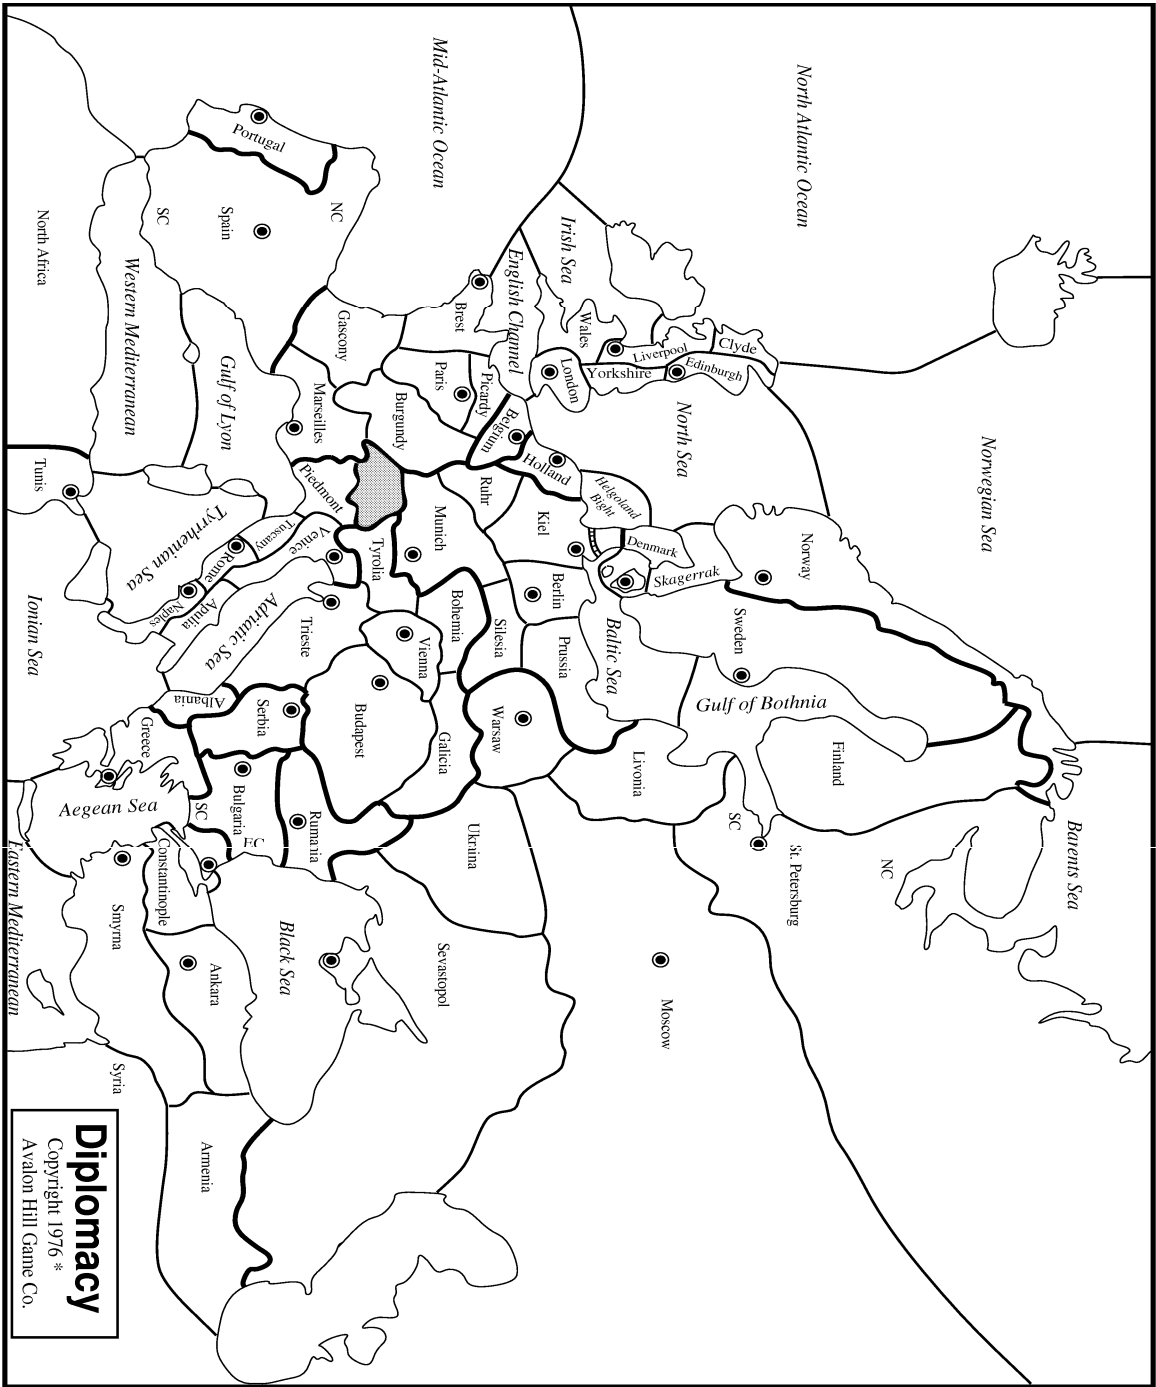 Norwegian Sea
Barents Sea
North Atlantic Ocean
Norway
Sweden
Finland
NC
St. Petersburg
SC
Gulf of Bothnia
Clyde
Edinburgh
Liverpool
Yorkshire
North Sea
Skagerrak
Denmark
Helgoland
Bight
Baltic Sea
Livonia
Moscow
Irish Sea
Wales
London
English Channel
Holland
Belgium
Kiel
Berlin
Prussia
Silesia
Warsaw
Ukraina
Sevastopol
Mid-Atlantic Ocean
Brest
Picardy
Paris
Ruhr
Munich
Bohemia
Galicia
Burgundy
Gascony
Marseilles
Tyrolia
Vienna
Budapest
Piedmont
Venice
Trieste
Serbia
Rumania
Black Sea
Bulgaria
EC
SC
Portugal
Spain
NC
SC
Gulf of Lyon
Tuscany
Rome
Apulia
Naples
Adriatic Sea
Albania
Greece
Aegean Sea
Constantinople
Ankara
Smyrna
Armenia
Syria
Western Mediterranean
Tyrrhenian Sea
North Africa
Tunis
Ionian Sea
Eastern Mediterranean
Diplomacy
Copyright 1976 *
Avalon Hill Game Co.